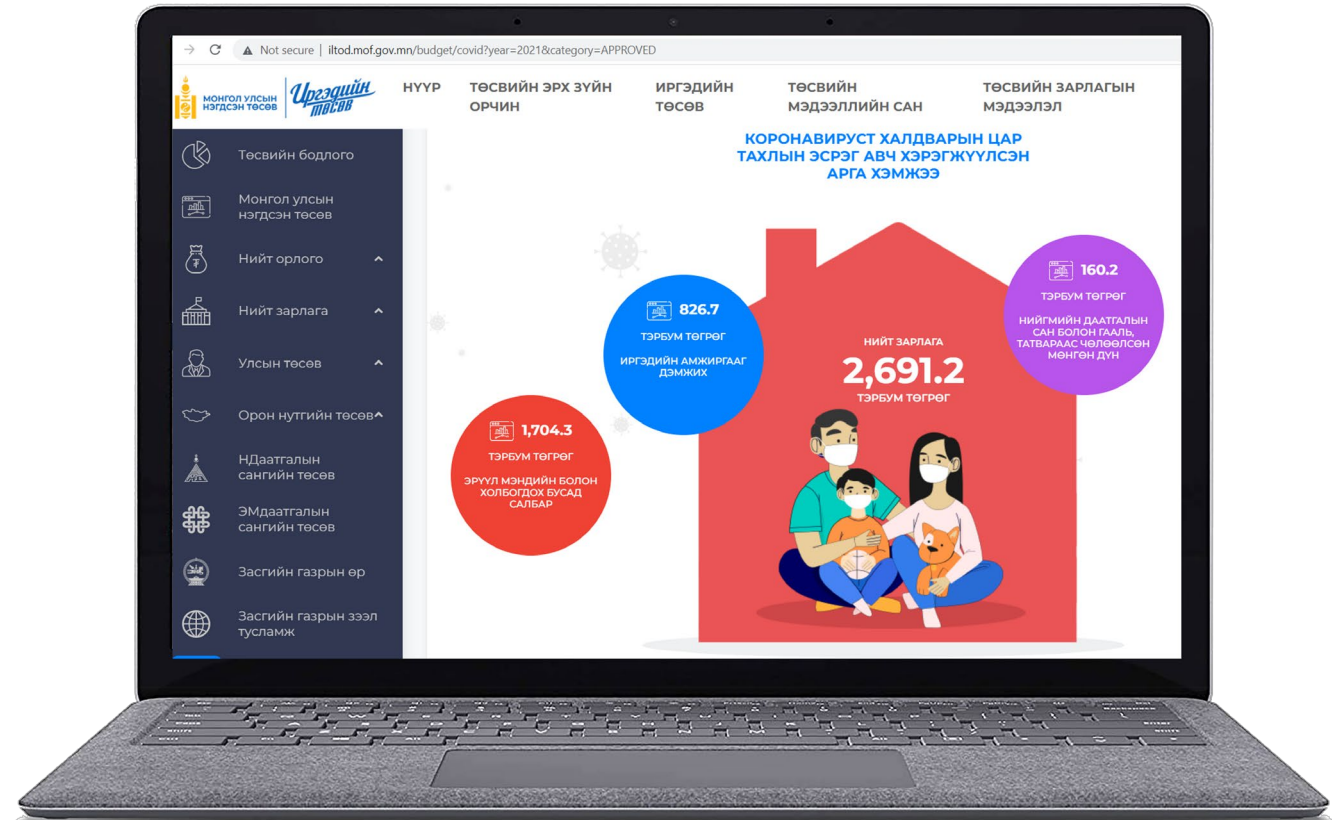 Not secure | iltod.mof.gov.mn/budget/covid?year=2021&category=APPROVED
МОНГОЛ УЛСЫН
НЭГДСЭН ТӨСӨВ
Иргэдийн
төсөв
НҮҮР
ТӨСВИЙН ЭРХ ЗҮЙН
ОРЧИН
ИРГЭДИЙН
ТӨСӨВ
ТӨСВИЙН
МЭДЭЭЛЛИЙН САН
ТӨСВИЙН ЗАРЛАГЫН
МЭДЭЭЛЭЛ
Төсвийн бодлого
Монгол улсын
нэгдсэн төсөв
Нийт орлого
Нийт зарлага
Улсын төсөв
Орон нутгийн төсөв
НДаатгалын
сангийн төсөв
ЭМдаатгалын
сангийн төсөв
Засгийн газрын өр
Засгийн газрын зээл
тусламж
КОРОНАВИРУСТ ХАЛДВАРЫН ЦАР
ТАХЛЫН ЭСРЭГ АВЧ ХЭРЭГЖҮҮЛСЭН
АРГА ХЭМЖЭЭ
1,704.3
ТЭРБУМ ТӨГРӨГ
ЭРҮҮЛ МЭНДИЙН БОЛОН
ХОЛБОГДОХ БУСАД
САЛБАР
826.7
ТЭРБУМ ТӨГРӨГ
ИРГЭДИЙН АМЖИРГААГ
ДЭМЖИХ
НИЙТ ЗАРЛАГА
2,691.2
ТЭРБУМ ТӨГРӨГ
160.2
ТЭРБУМ ТӨГРӨГ
НИЙГМИЙН ДААТГАЛЫН
САН БОЛОН ГААЛЬ,
ТАТВАРААС ЧӨЛӨӨЛСӨН
МӨНГӨН ДҮН